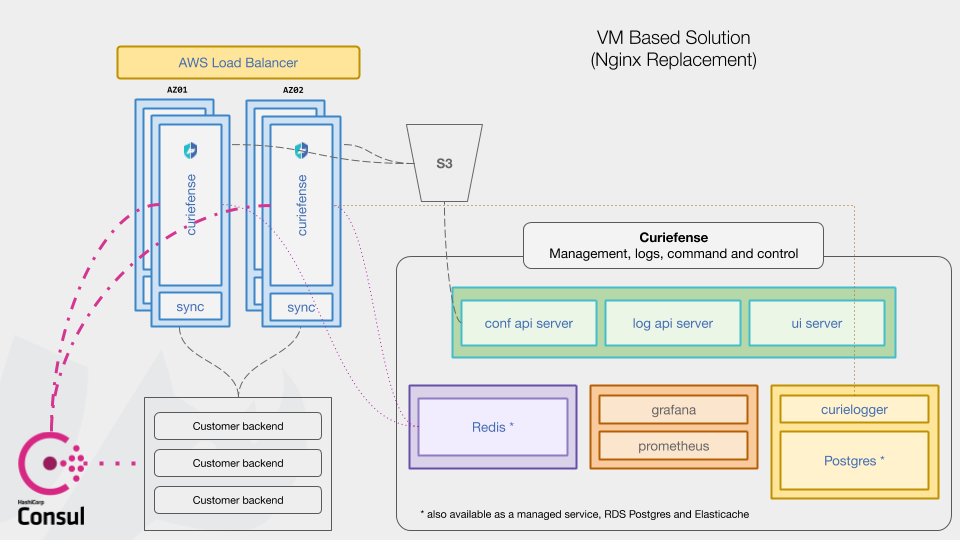 VM Based Solution
(Nginx Replacement)
AWS Load Balancer
AZ01
AZ02
curiefense
curiefense
sync
sync
S3
Curiefense
Management, logs, command and control
conf api server
log api server
ui server
Redis *
grafana
prometheus
curielogger
Postgres *
Customer backend
Customer backend
Customer backend
HashiCorp
Consul
* also available as a managed service, RDS Postgres and Elasticache